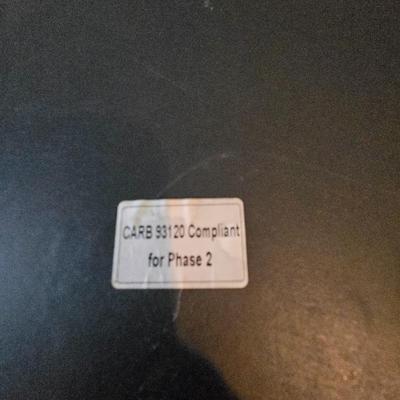 CARB 93120 Compliant
for Phase 2